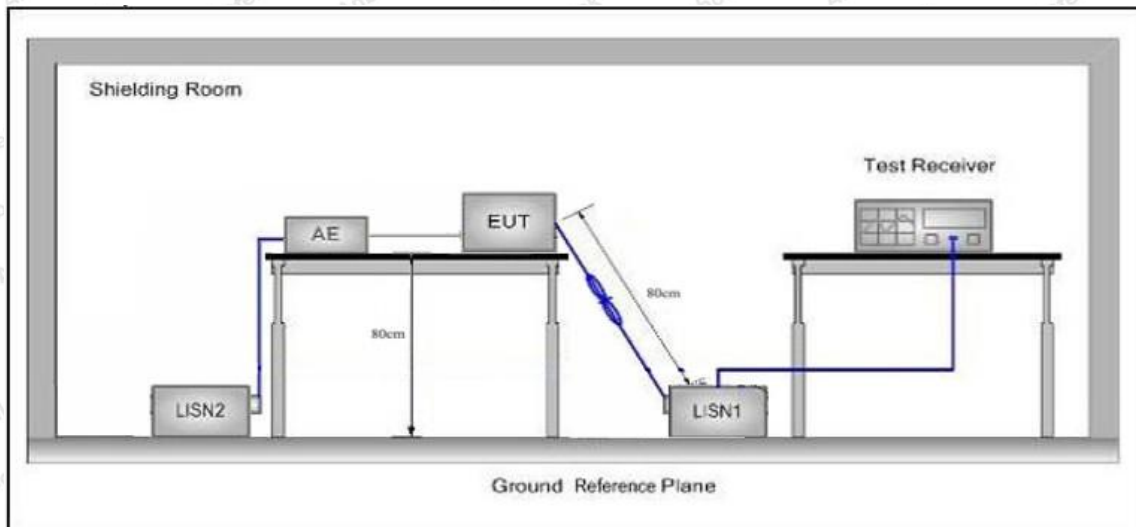 Shielding Room
Test Receiver
AE
EUT
80cm
80cm
LISN2
LISN1
Ground Reference Plane